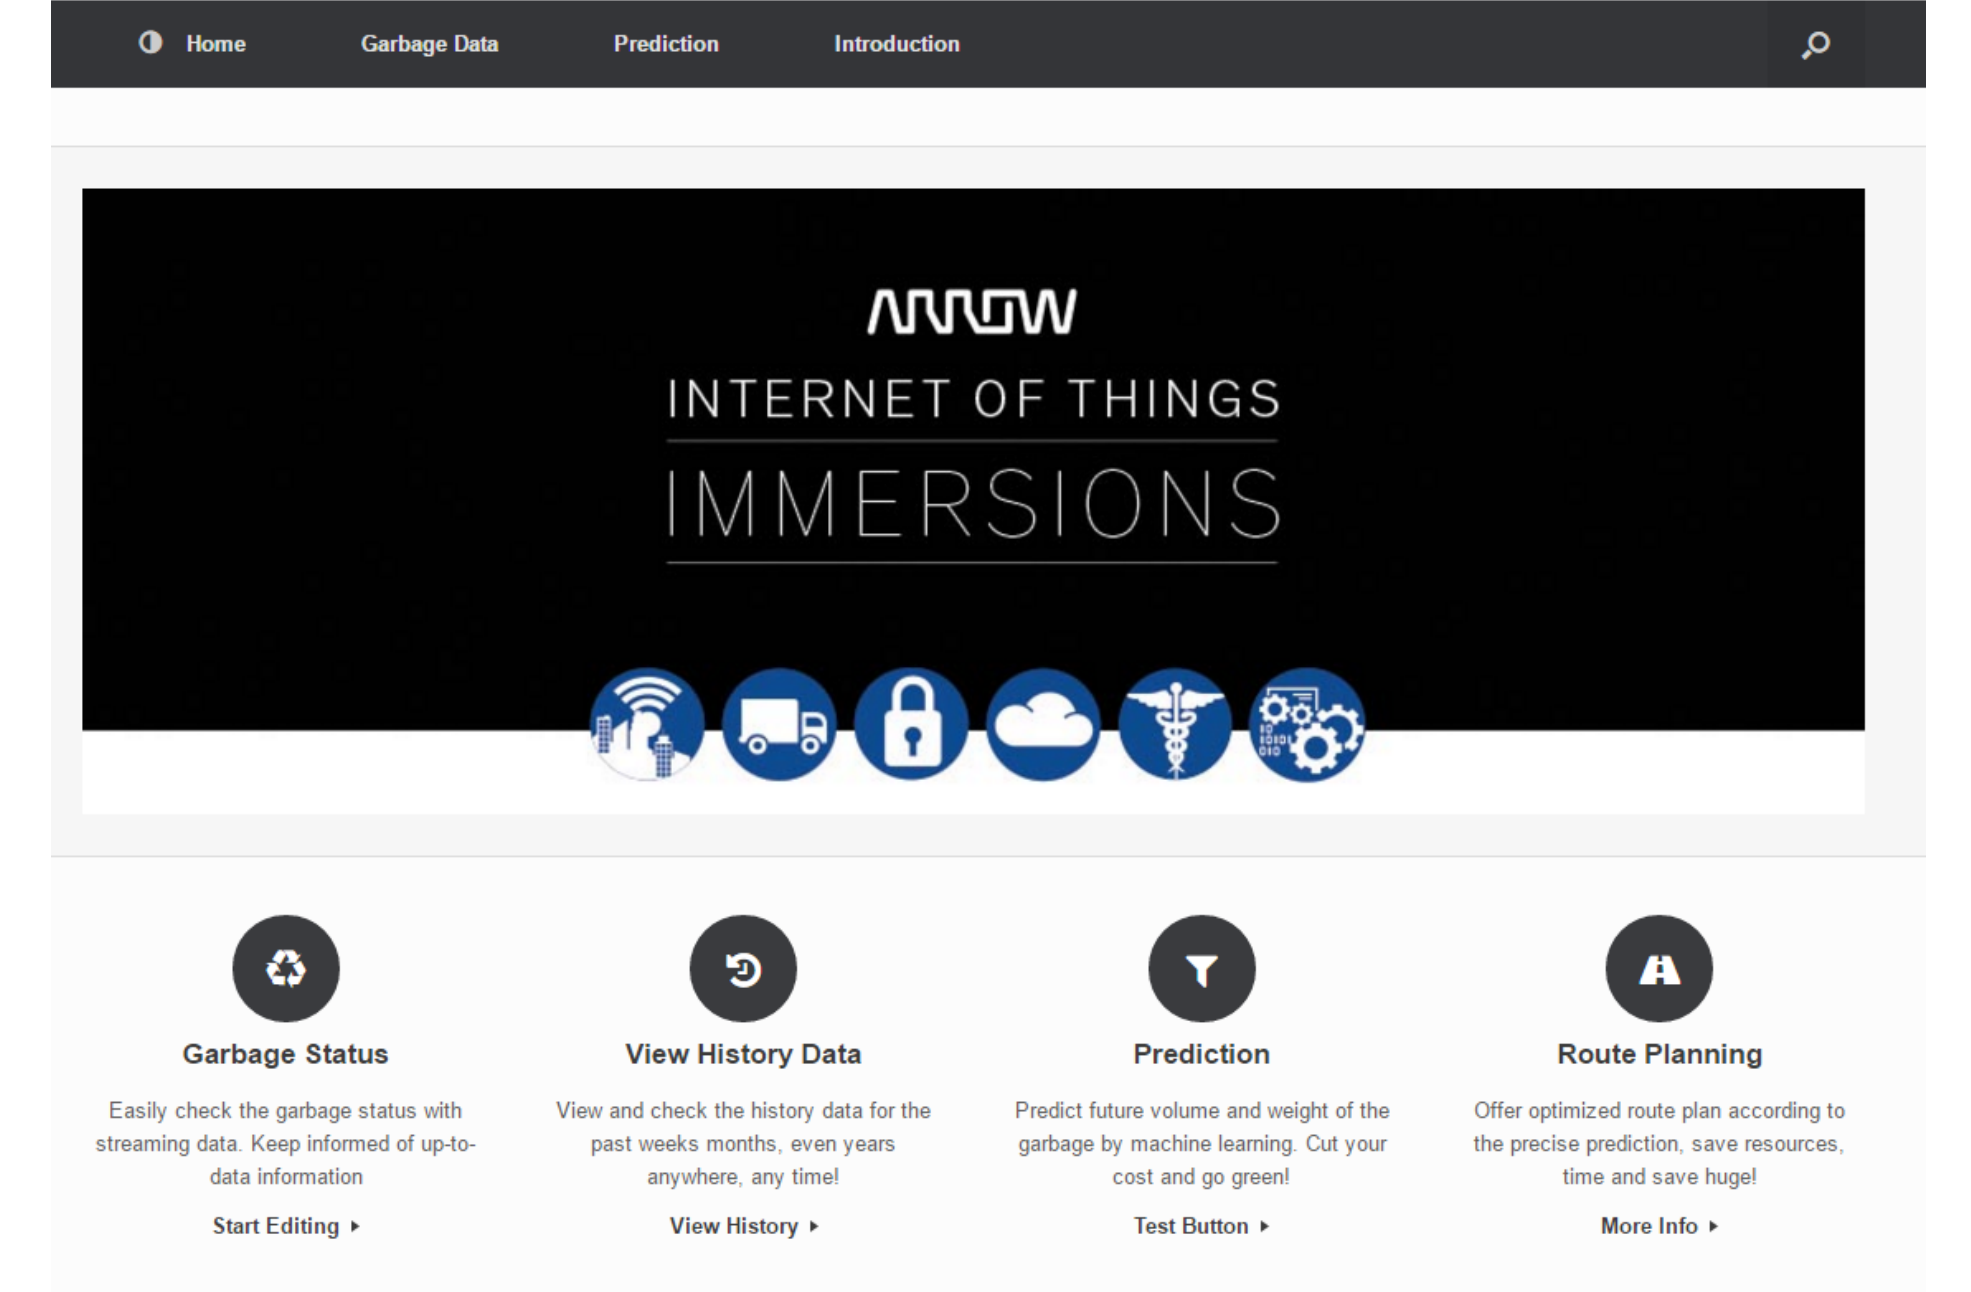 Home Garbage Data Prediction Introduction
ARROW
INTERNET OF THINGS
IMMERSIONS
Garbage Status
Easily check the garbage status with
streaming data. Keep informed of up-to-
data information
Start Editing
View History Data
View and check the history data for the
past weeks months, even years
anywhere, any time!
View History
Prediction
Predict future volume and weight of the
garbage by machine learning. Cut your
cost and go green!
Test Button
Route Planning
Offer optimized route plan according to
the precise prediction, save resources,
time and save huge!
More Info